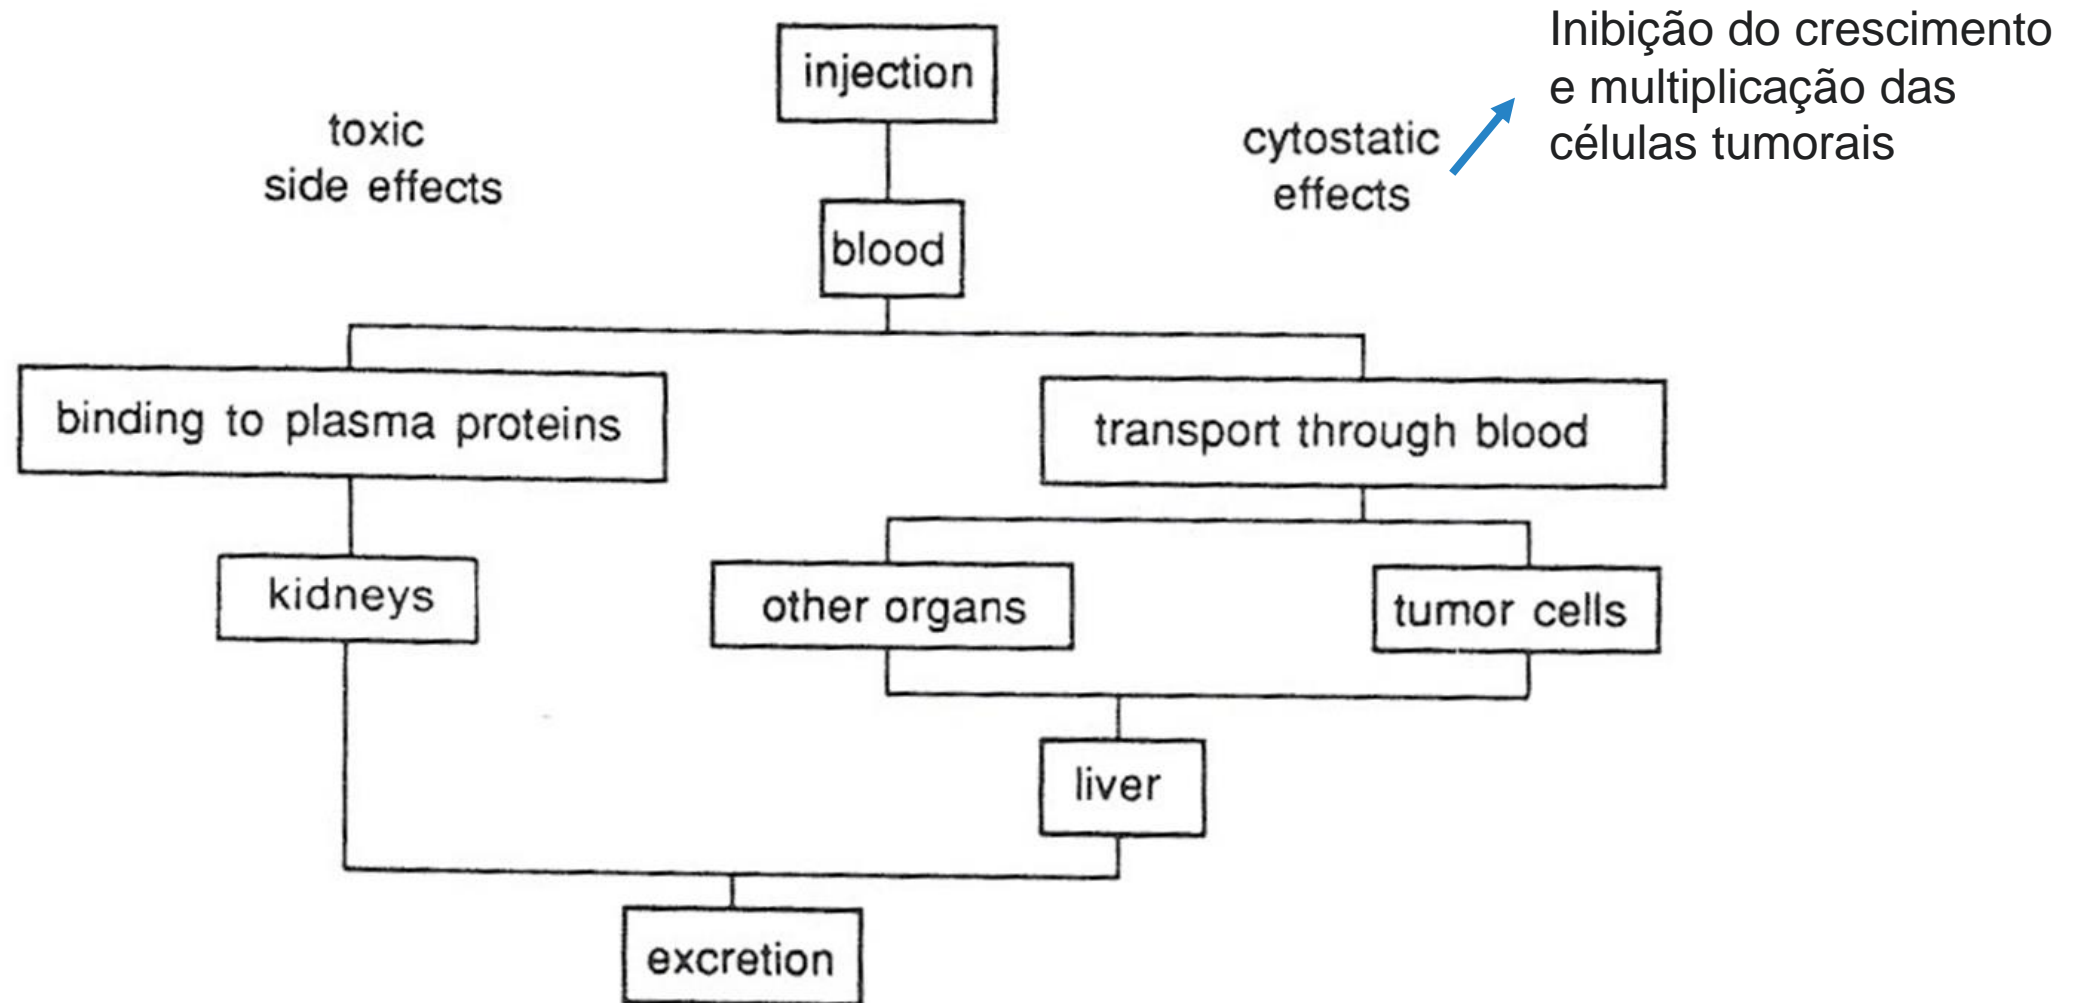 injection
toxic
side effects
cytostatic
effects
Inibição do crescimento
e multiplicação das
células tumorais
blood
binding to plasma proteins
transport through blood
kidneys
other organs
tumor cells
liver
excretion